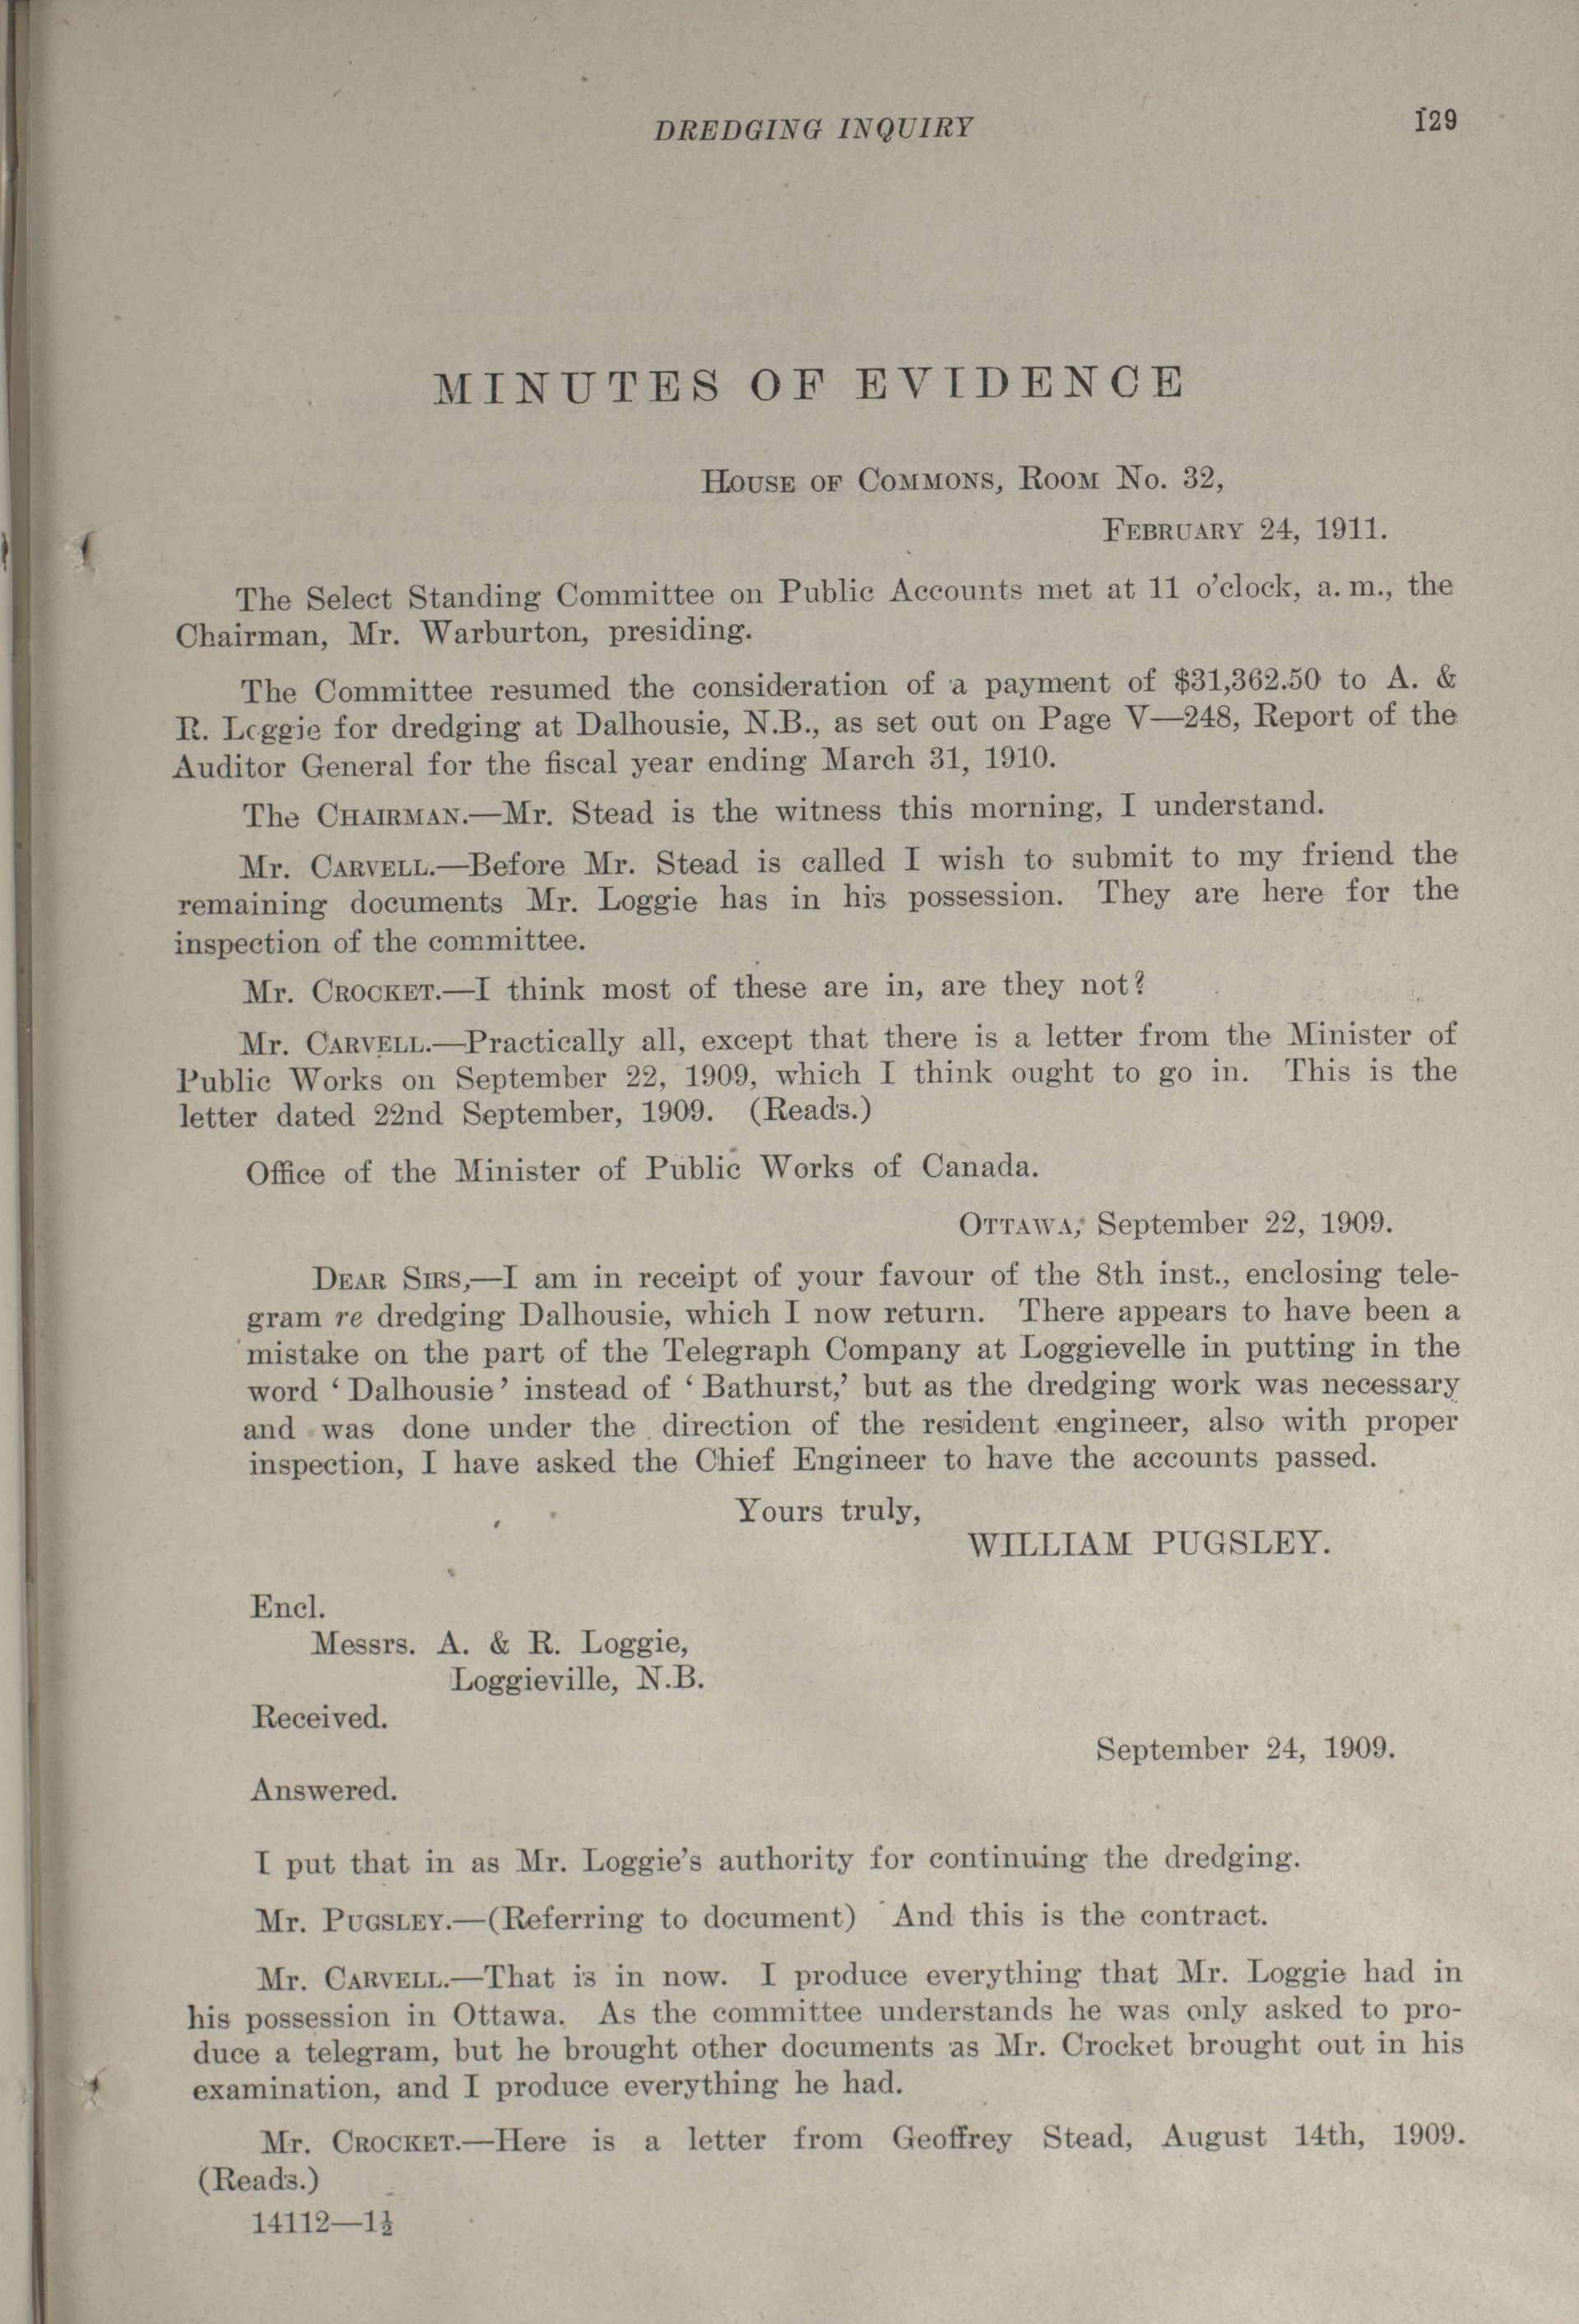 DREDGING INQUIRY 129
MINUTES OF EVIDENCE
House of Commons, Room No. 32,
February 24, 1911.
The Select Standing Committee on Public Accounts met at 11 o'clock, a. m., the
Chairman, Mr. Warburton, presiding.
The Committee resumed the consideration of a payment of $31,362.50 to A. &
R. Loggie for dredging at Dalhousie, N.B., as set out on Page V—248, Report of the
Auditor General for the fiscal year ending March 31, 1910.
The Chairman.—Mr. Stead is the witness this morning, I understand.
Mr. Carvell.—Before Mr. Stead is called I wish to submit to my friend the
remaining documents Mr. Loggie has in his possession. They are here for the
inspection of the committee.
Mr. Crocket.—I think most of these are in, are they not?
Mr. Carvell.—Practically all, except that there is a letter from the Minister of
Public Works on September 22, 1909, which I think ought to go in. This is the
letter dated 22nd September, 1909. (Reads.)
Office of the Minister of Public Works of Canada.
Ottawa, September 22, 1909.
Dear Sirs,—I am in receipt of your favour of the 8th inst., enclosing tele-
gram re dredging Dalhousie, which I now return. There appears to have been a
mistake on the part of the Telegraph Company at Loggievelle in putting in the
word ' Dalhousie ' instead of ' Bathurst,' but as the dredging work was necessary
and was done under the direction of the resident engineer, also with proper
inspection, I have asked the Chief Engineer to have the accounts passed.
Yours truly,
WILLIAM PUGSLEY.
Encl.
Messrs. A. & R. Loggie,
Loggieville, N.B.
Received.
September 24, 1909.
Answered.
I put that in as Mr. Loggie's authority for continuing the dredging.
Mr. Pugsley.—(Referring to document) And this is the contract.
Mr. Carvell.—That is in now. I produce everything that Mr. Loggie had in
his possession in Ottawa. As the committee understands he was only asked to pro-
duce a telegram, but he brought other documents as Mr. Crocket brought out in his
examination, and I produce everything he had.
Mr. Crocket.—Here is a letter from Geoffrey Stead, August 14th, 1909.
(Reads.)
14112—1½